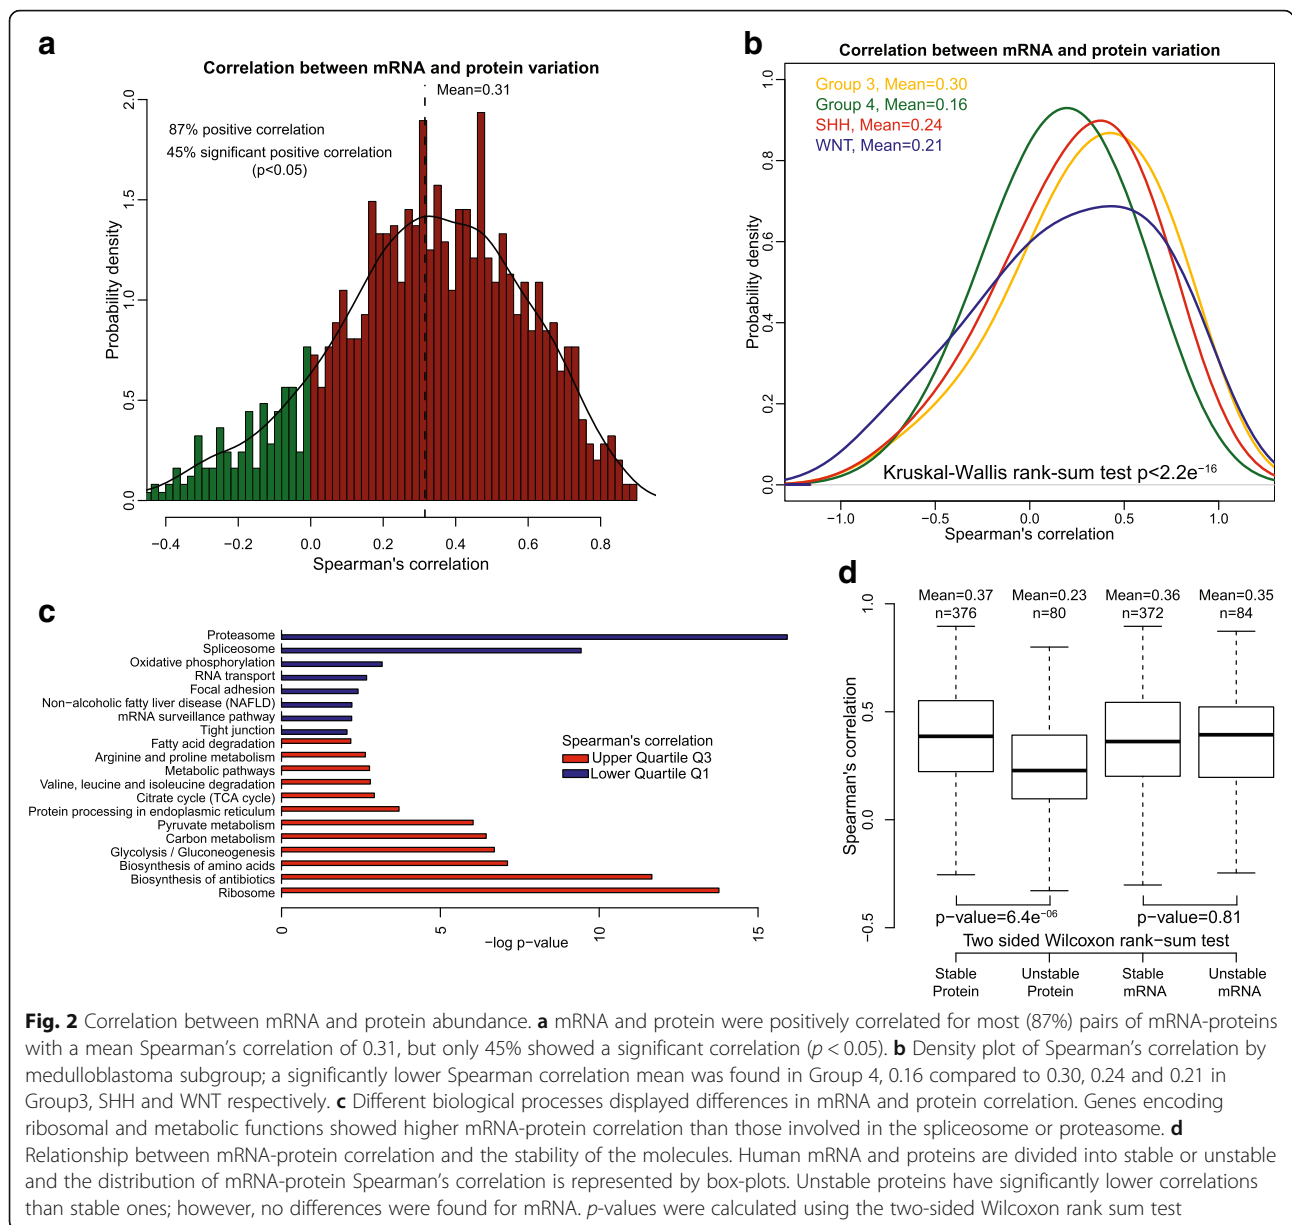 a
Correlation between mRNA and protein variation
Mean=0.31
87% positive correlation
45% significant positive correlation
(p<0.05)
Probability density
0.0
0.5
1.0
1.5
2.0
−0.4
−0.2
0.0
0.2
0.4
0.6
0.8
Spearman's correlation
b
Correlation between mRNA and protein variation
Group 3, Mean=0.30
Group 4, Mean=0.16
SHH, Mean=0.24
WNT, Mean=0.21
Probability density
0.0
0.2
0.4
0.6
0.8
1.0
Kruskal-Wallis rank-sum test p<2.2e−16
−1.0
−0.5
0.0
0.5
1.0
Spearman's correlation
c
Proteasome
Spliceosome
Oxidative phosphorylation
RNA transport
Focal adhesion
Non−alcoholic fatty liver disease (NAFLD)
mRNA surveillance pathway
Tight junction
Fatty acid degradation
Arginine and proline metabolism
Metabolic pathways
Valine, leucine and isoleucine degradation
Citrate cycle (TCA cycle)
Protein processing in endoplasmic reticulum
Pyruvate metabolism
Carbon metabolism
Glycolysis / Gluconeogenesis
Biosynthesis of amino acids
Biosynthesis of antibiotics
Ribosome
Spearman's correlation
Upper Quartile Q3
Lower Quartile Q1
0
5
10
15
−log p−value
d
Mean=0.37 Mean=0.23 Mean=0.36 Mean=0.35
n=376 n=80 n=372 n=84
Spearman's correlation
1.0
0.5
0.0
−0.5
p−value=6.4e−06 p−value=0.81
Two sided Wilcoxon rank−sum test
Stable Unstable Stable Unstable
Protein Protein mRNA mRNA
Fig. 2 Correlation between mRNA and protein abundance. a mRNA and protein were positively correlated for most (87%) pairs of mRNA-proteins
with a mean Spearman's correlation of 0.31, but only 45% showed a significant correlation (p < 0.05). b Density plot of Spearman's correlation by
medulloblastoma subgroup; a significantly lower Spearman correlation mean was found in Group 4, 0.16 compared to 0.30, 0.24 and 0.21 in
Group3, SHH and WNT respectively. c Different biological processes displayed differences in mRNA and protein correlation. Genes encoding
ribosomal and metabolic functions showed higher mRNA-protein correlation than those involved in the spliceosome or proteasome. d
Relationship between mRNA-protein correlation and the stability of the molecules. Human mRNA and proteins are divided into stable or unstable
and the distribution of mRNA-protein Spearman's correlation is represented by box-plots. Unstable proteins have significantly lower correlations
than stable ones; however, no differences were found for mRNA. p-values were calculated using the two-sided Wilcoxon rank sum test